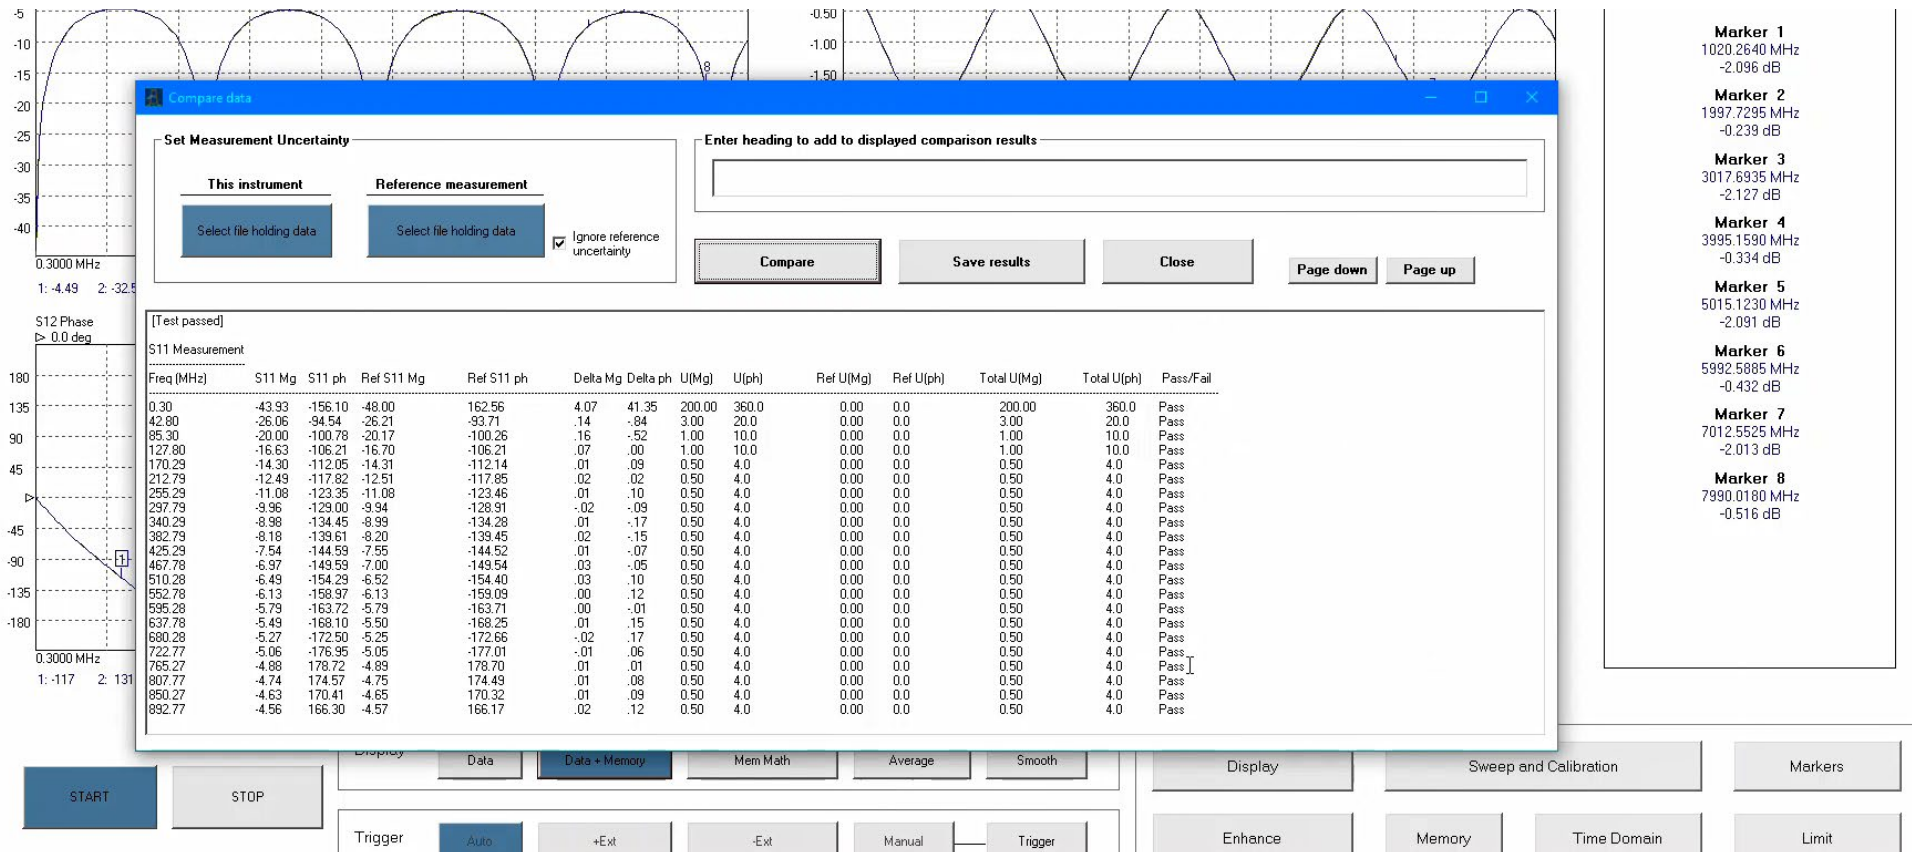 -5
-10
-15
-20
-25
-30
-35
-40
0.3000 MHz
1: -4.49 2: -32.5
8
-0.50
-1.00
-1.50
S12 Phase
0.0 deg
180
135
90
45
-45
-90
-135
-180
1
0.3000 MHz
1: -117 2: 131
Compare data
Set Measurement Uncertainty
This instrument Reference measurement
Select file holding data Select file holding data
Ignore reference
uncertainty
Enter heading to add to displayed comparison results
Compare Save results Close Page down Page up
[Test passed]
S11 Measurement
Freq (MHz) S11 Mg S11 ph Ref S11 Mg Ref S11 ph Delta Mg Delta ph U(Mg) U(ph) Ref U(Mg) Ref U(ph) Total U(Mg) Total U(ph) Pass/Fail
0.30 -43.93 -156.10 -48.00 162.56 4.07 41.35 200.00 360.0 0.00 0.0 200.00 360.0 Pass
42.80 -26.06 -94.54 -26.21 -93.71 .14 -.84 3.00 20.0 0.00 0.0 3.00 20.0 Pass
85.30 -20.00 -100.78 -20.17 -100.26 .16 -.52 1.00 10.0 0.00 0.0 1.00 10.0 Pass
127.80 -16.63 -106.21 -16.70 -106.21 .07 .00 1.00 10.0 0.00 0.0 1.00 10.0 Pass
170.29 -14.30 -112.05 -14.31 -112.14 .01 .09 0.50 4.0 0.00 0.0 0.50 4.0 Pass
212.79 -12.49 -117.82 -12.51 -117.85 .02 .02 0.50 4.0 0.00 0.0 0.50 4.0 Pass
255.29 -11.08 -123.35 -11.08 -123.46 .01 .10 0.50 4.0 0.00 0.0 0.50 4.0 Pass
297.79 -9.96 -129.00 -9.94 -128.91 -.02 -.09 0.50 4.0 0.00 0.0 0.50 4.0 Pass
340.29 -8.98 -134.45 -8.99 -134.28 .01 -.17 0.50 4.0 0.00 0.0 0.50 4.0 Pass
382.79 -8.18 -139.61 -8.20 -139.45 .02 -.15 0.50 4.0 0.00 0.0 0.50 4.0 Pass
425.29 -7.54 -144.59 -7.55 -144.52 .01 -.07 0.50 4.0 0.00 0.0 0.50 4.0 Pass
467.78 -6.97 -149.59 -7.00 -149.54 .03 -.05 0.50 4.0 0.00 0.0 0.50 4.0 Pass
510.28 -6.49 -154.29 -6.52 -154.40 .03 .10 0.50 4.0 0.00 0.0 0.50 4.0 Pass
552.78 -6.13 -158.97 -6.13 -159.09 .00 .12 0.50 4.0 0.00 0.0 0.50 4.0 Pass
595.28 -5.79 -163.72 -5.79 -163.71 .00 -.01 0.50 4.0 0.00 0.0 0.50 4.0 Pass
637.78 -5.49 -168.10 -5.50 -168.25 .01 .15 0.50 4.0 0.00 0.0 0.50 4.0 Pass
680.28 -5.27 -172.50 -5.25 -172.66 -.02 .17 0.50 4.0 0.00 0.0 0.50 4.0 Pass
722.77 -5.06 -176.95 -5.05 -177.01 -.01 .06 0.50 4.0 0.00 0.0 0.50 4.0 Pass
765.27 -4.88 178.72 -4.89 178.70 .01 .01 0.50 4.0 0.00 0.0 0.50 4.0 Pass
807.77 -4.74 174.57 -4.75 174.49 .01 .08 0.50 4.0 0.00 0.0 0.50 4.0 Pass
850.27 -4.63 170.41 -4.65 170.32 .01 .09 0.50 4.0 0.00 0.0 0.50 4.0 Pass
892.77 -4.56 166.30 -4.57 166.17 .02 .12 0.50 4.0 0.00 0.0 0.50 4.0 Pass
Marker 1
1020.2640 MHz
-2.096 dB
Marker 2
1997.7295 MHz
-0.239 dB
Marker 3
3017.6935 MHz
-2.127 dB
Marker 4
3995.1590 MHz
-0.334 dB
Marker 5
5015.1230 MHz
-2.091 dB
Marker 6
5992.5885 MHz
-0.432 dB
Marker 7
7012.5525 MHz
-2.013 dB
Marker 8
7990.0180 MHz
-0.516 dB
START STOP
Display Data Data + Memory Mem Math Average Smooth
Trigger Auto +Ext -Ext Manual Trigger
Display Sweep and Calibration Markers
Enhance Memory Time Domain Limit